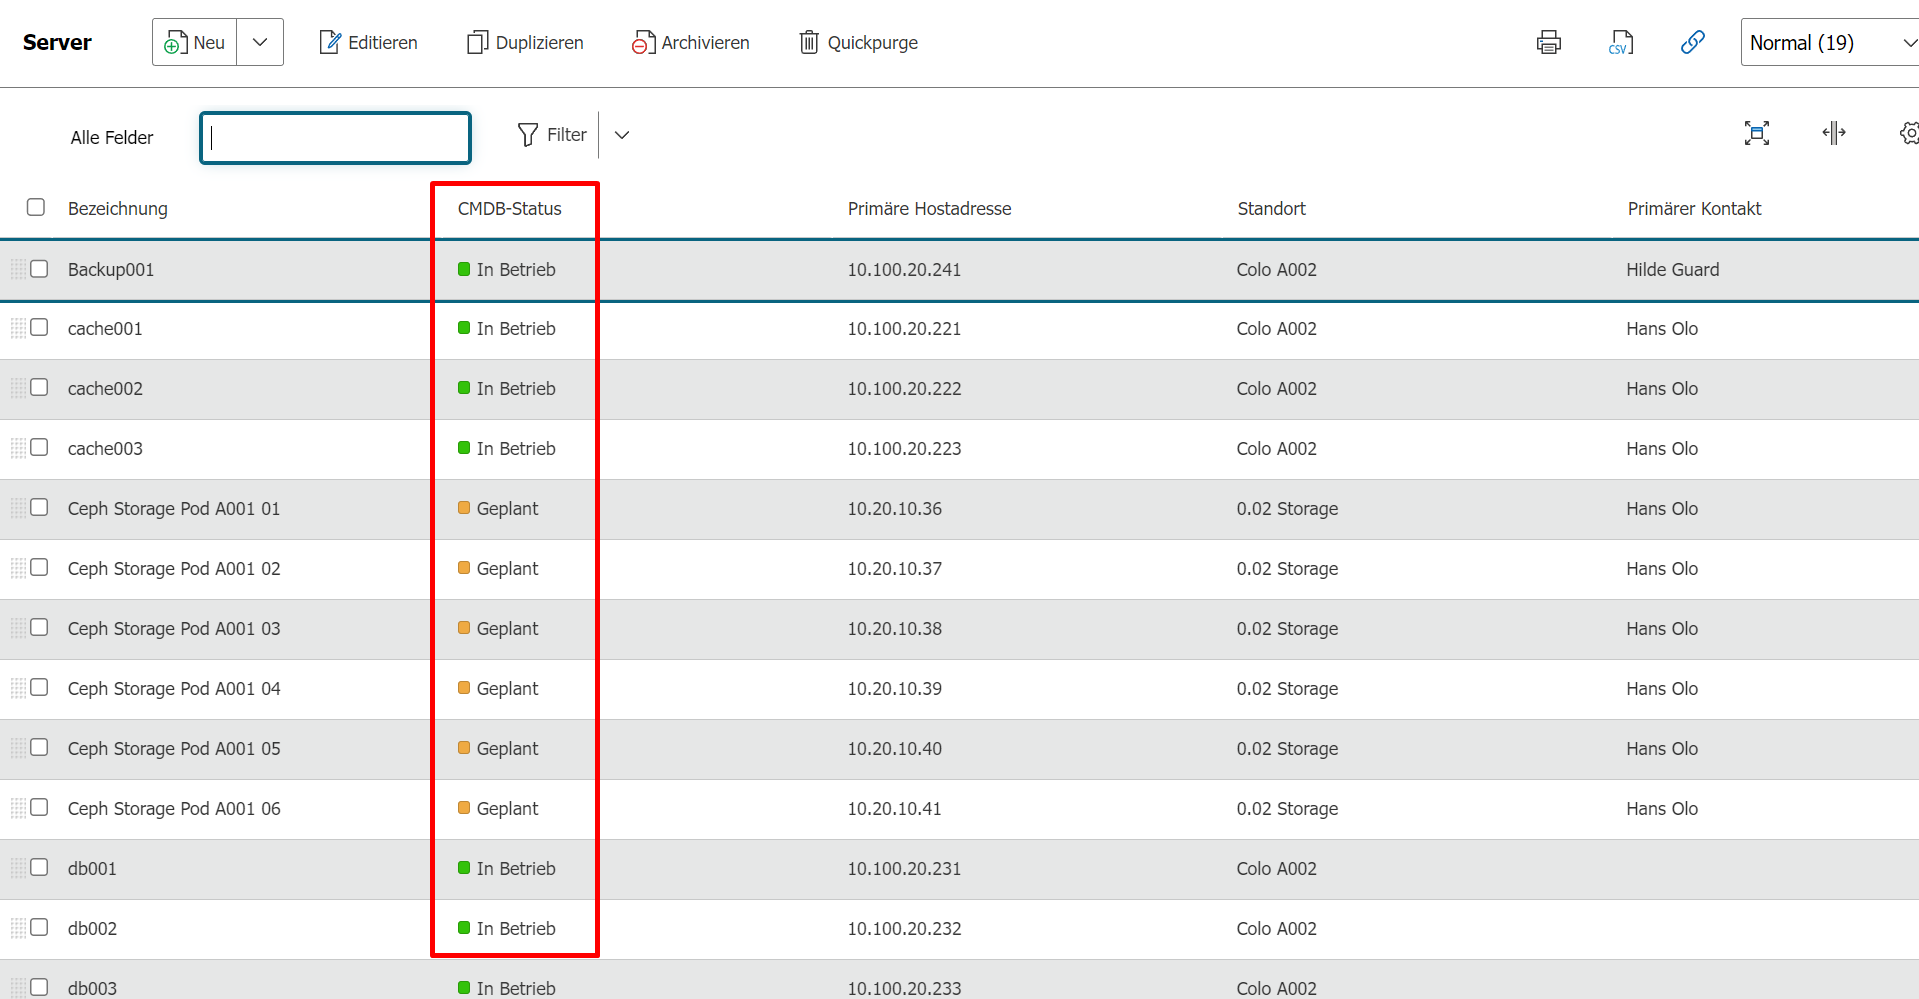 Server Neu Editieren Duplizieren Archivieren Quickpurge CSV Normal (19)
Alle Felder Filter
Bezeichnung CMDB-Status Primäre Hostadresse Standort Primärer Kontakt
Backup001 In Betrieb 10.100.20.241 Colo A002 Hilde Guard
cache001 In Betrieb 10.100.20.221 Colo A002 Hans Olo
cache002 In Betrieb 10.100.20.222 Colo A002 Hans Olo
cache003 In Betrieb 10.100.20.223 Colo A002 Hans Olo
Ceph Storage Pod A001 01 Geplant 10.20.10.36 0.02 Storage Hans Olo
Ceph Storage Pod A001 02 Geplant 10.20.10.37 0.02 Storage Hans Olo
Ceph Storage Pod A001 03 Geplant 10.20.10.38 0.02 Storage Hans Olo
Ceph Storage Pod A001 04 Geplant 10.20.10.39 0.02 Storage Hans Olo
Ceph Storage Pod A001 05 Geplant 10.20.10.40 0.02 Storage Hans Olo
Ceph Storage Pod A001 06 Geplant 10.20.10.41 0.02 Storage Hans Olo
db001 In Betrieb 10.100.20.231 Colo A002
db002 In Betrieb 10.100.20.232 Colo A002
db003 In Betrieb 10.100.20.233 Colo A002